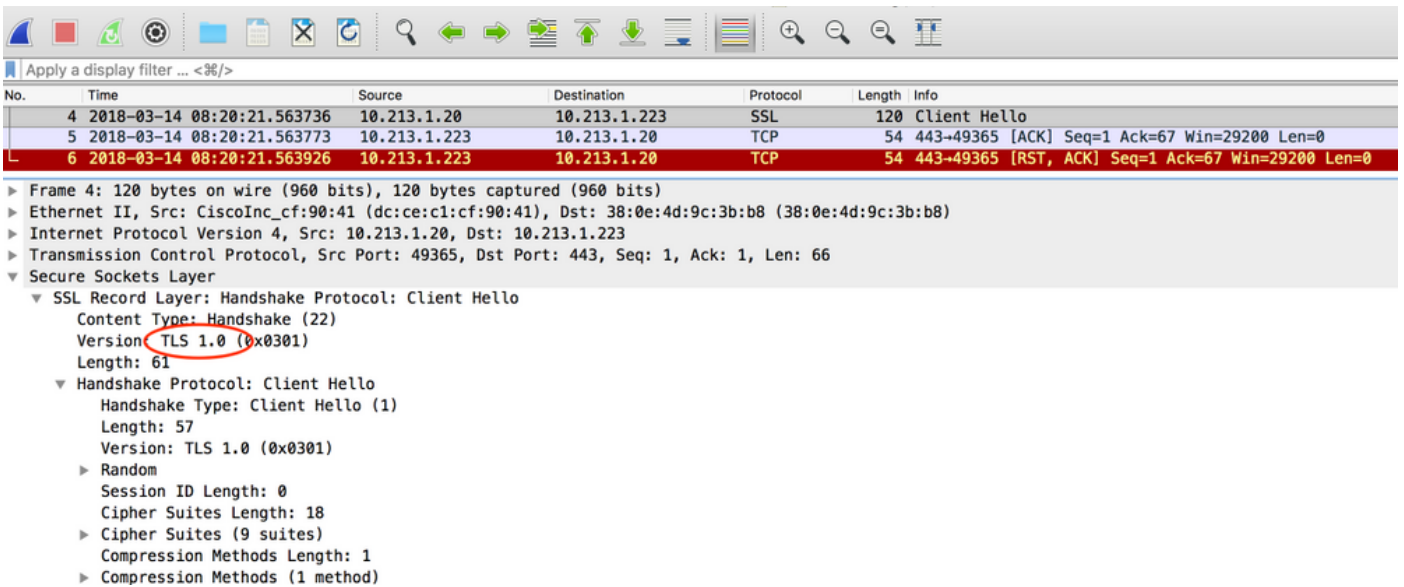 Apply a display filter ... <⌘/>
No. Time Source Destination Protocol Length Info
4 2018-03-14 08:20:21.563736 10.213.1.20 10.213.1.223 SSL 120 Client Hello
5 2018-03-14 08:20:21.563773 10.213.1.223 10.213.1.20 TCP 54 443→49365 [ACK] Seq=1 Ack=67 Win=29200 Len=0
6 2018-03-14 08:20:21.563926 10.213.1.223 10.213.1.20 TCP 54 443→49365 [RST, ACK] Seq=1 Ack=67 Win=29200 Len=0
Frame 4: 120 bytes on wire (960 bits), 120 bytes captured (960 bits)
Ethernet II, Src: CiscoInc_cf:90:41 (dc:ce:c1:cf:90:41), Dst: 38:0e:4d:9c:3b:b8 (38:0e:4d:9c:3b:b8)
Internet Protocol Version 4, Src: 10.213.1.20, Dst: 10.213.1.223
Transmission Control Protocol, Src Port: 49365, Dst Port: 443, Seq: 1, Ack: 1, Len: 66
Secure Sockets Layer
SSL Record Layer: Handshake Protocol: Client Hello
Content Type: Handshake (22)
Version: TLS 1.0 (0x0301)
Length: 61
Handshake Protocol: Client Hello
Handshake Type: Client Hello (1)
Length: 57
Version: TLS 1.0 (0x0301)
Random
Session ID Length: 0
Cipher Suites Length: 18
Cipher Suites (9 suites)
Compression Methods Length: 1
Compression Methods (1 method)